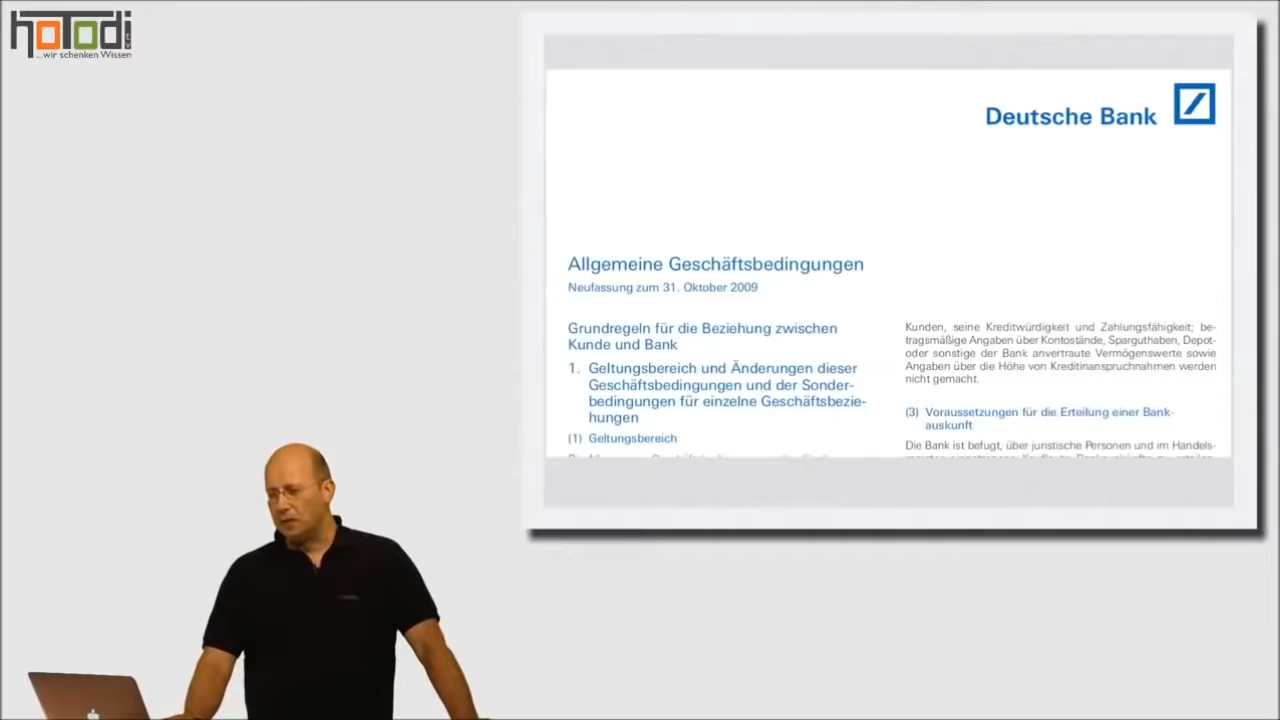 hoTodi
tv
...wir schenken Wissen
Deutsche Bank
Allgemeine Geschäftsbedingungen
Neufassung zum 31. Oktober 2009
Grundregeln für die Beziehung zwischen
Kunde und Bank
1. Geltungsbereich und Änderungen dieser
Geschäftsbedingungen und der Sonder-
bedingungen für einzelne Geschäftsbezie-
hungen
(1) Geltungsbereich
Kunden, seine Kreditwürdigkeit und Zahlungsfähigkeit; be-
tragsmäßige Angaben über Kontostände, Sparguthaben, Depot-
oder sonstige der Bank anvertraute Vermögenswerte sowie
Angaben über die Höhe von Kreditinanspruchnahmen werden
nicht gemacht.
(3) Voraussetzungen für die Erteilung einer Bank-
auskunft
Die Bank ist befugt, über juristische Personen und im Handels-